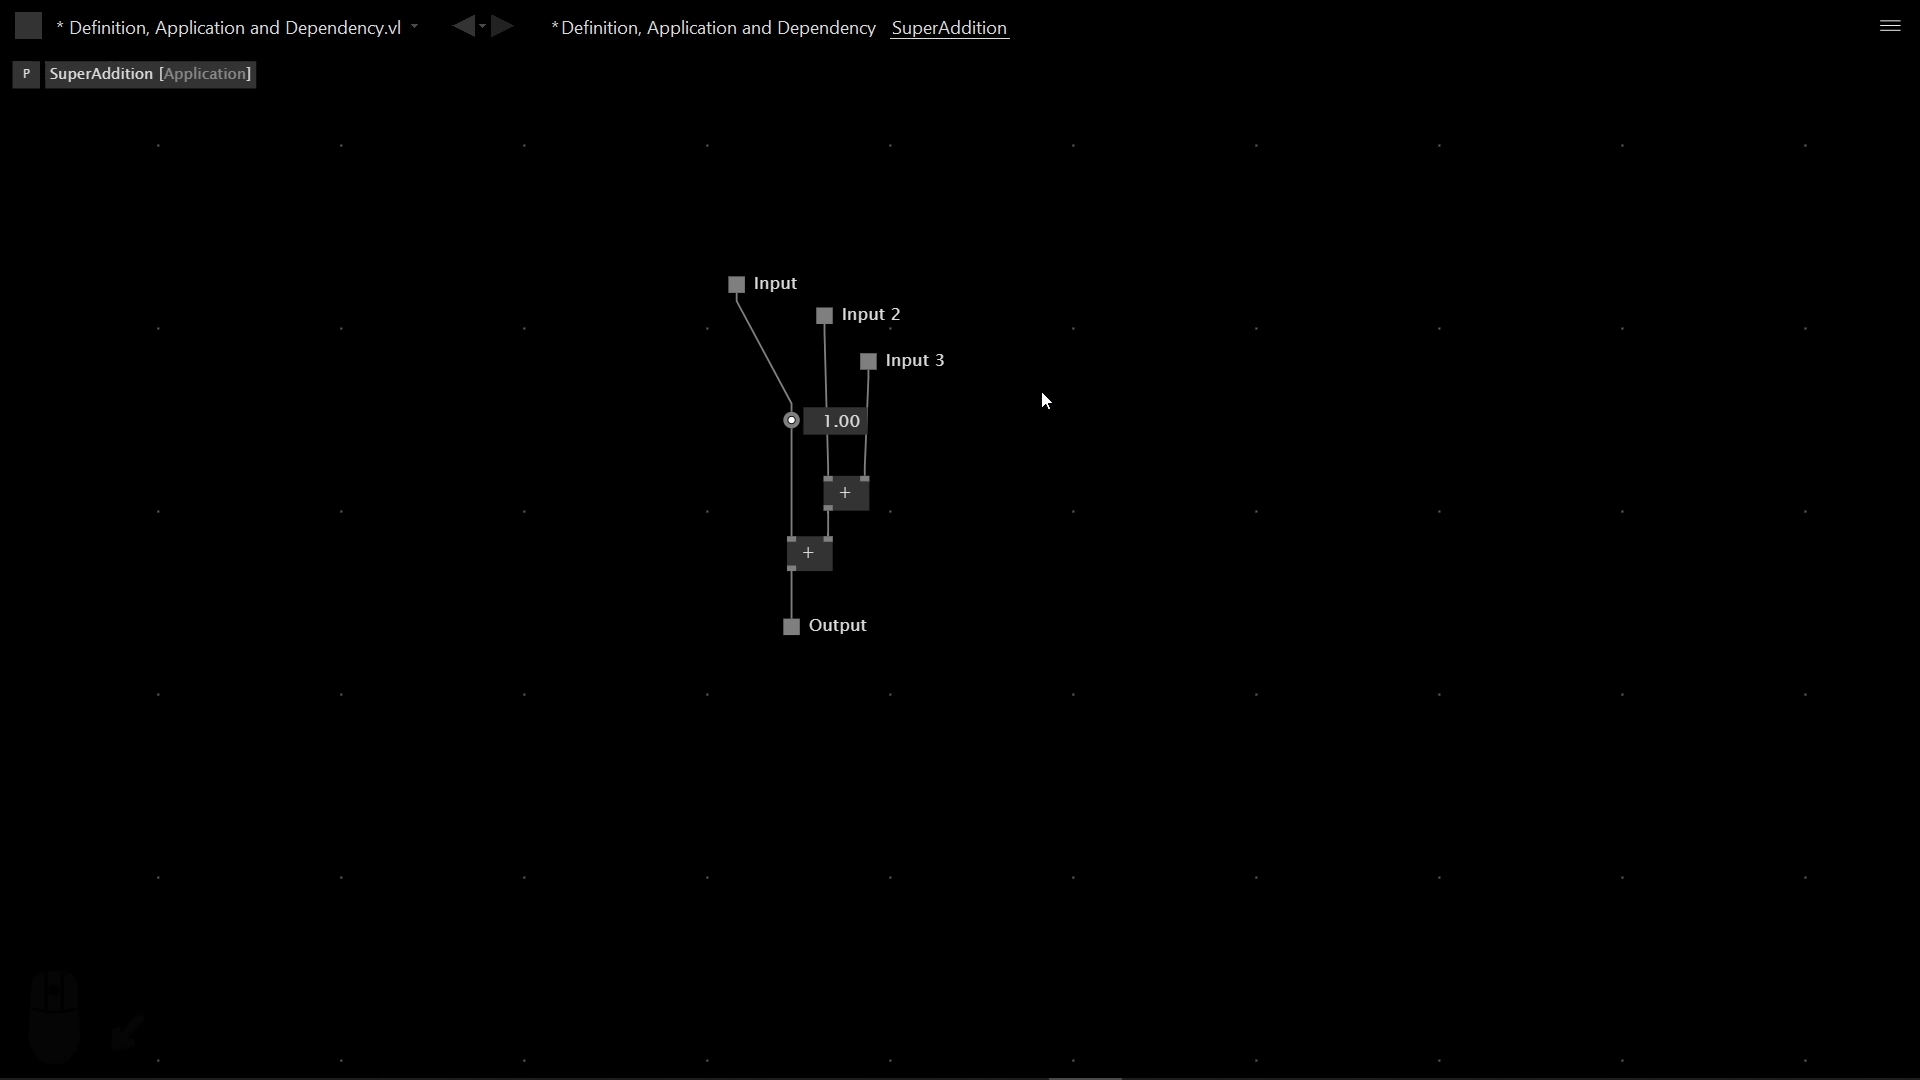 * Definition, Application and Dependency.vl
*Definition, Application and Dependency SuperAddition
P SuperAddition [Application]
Input
Input 2
Input 3
1.00
+
+
Output